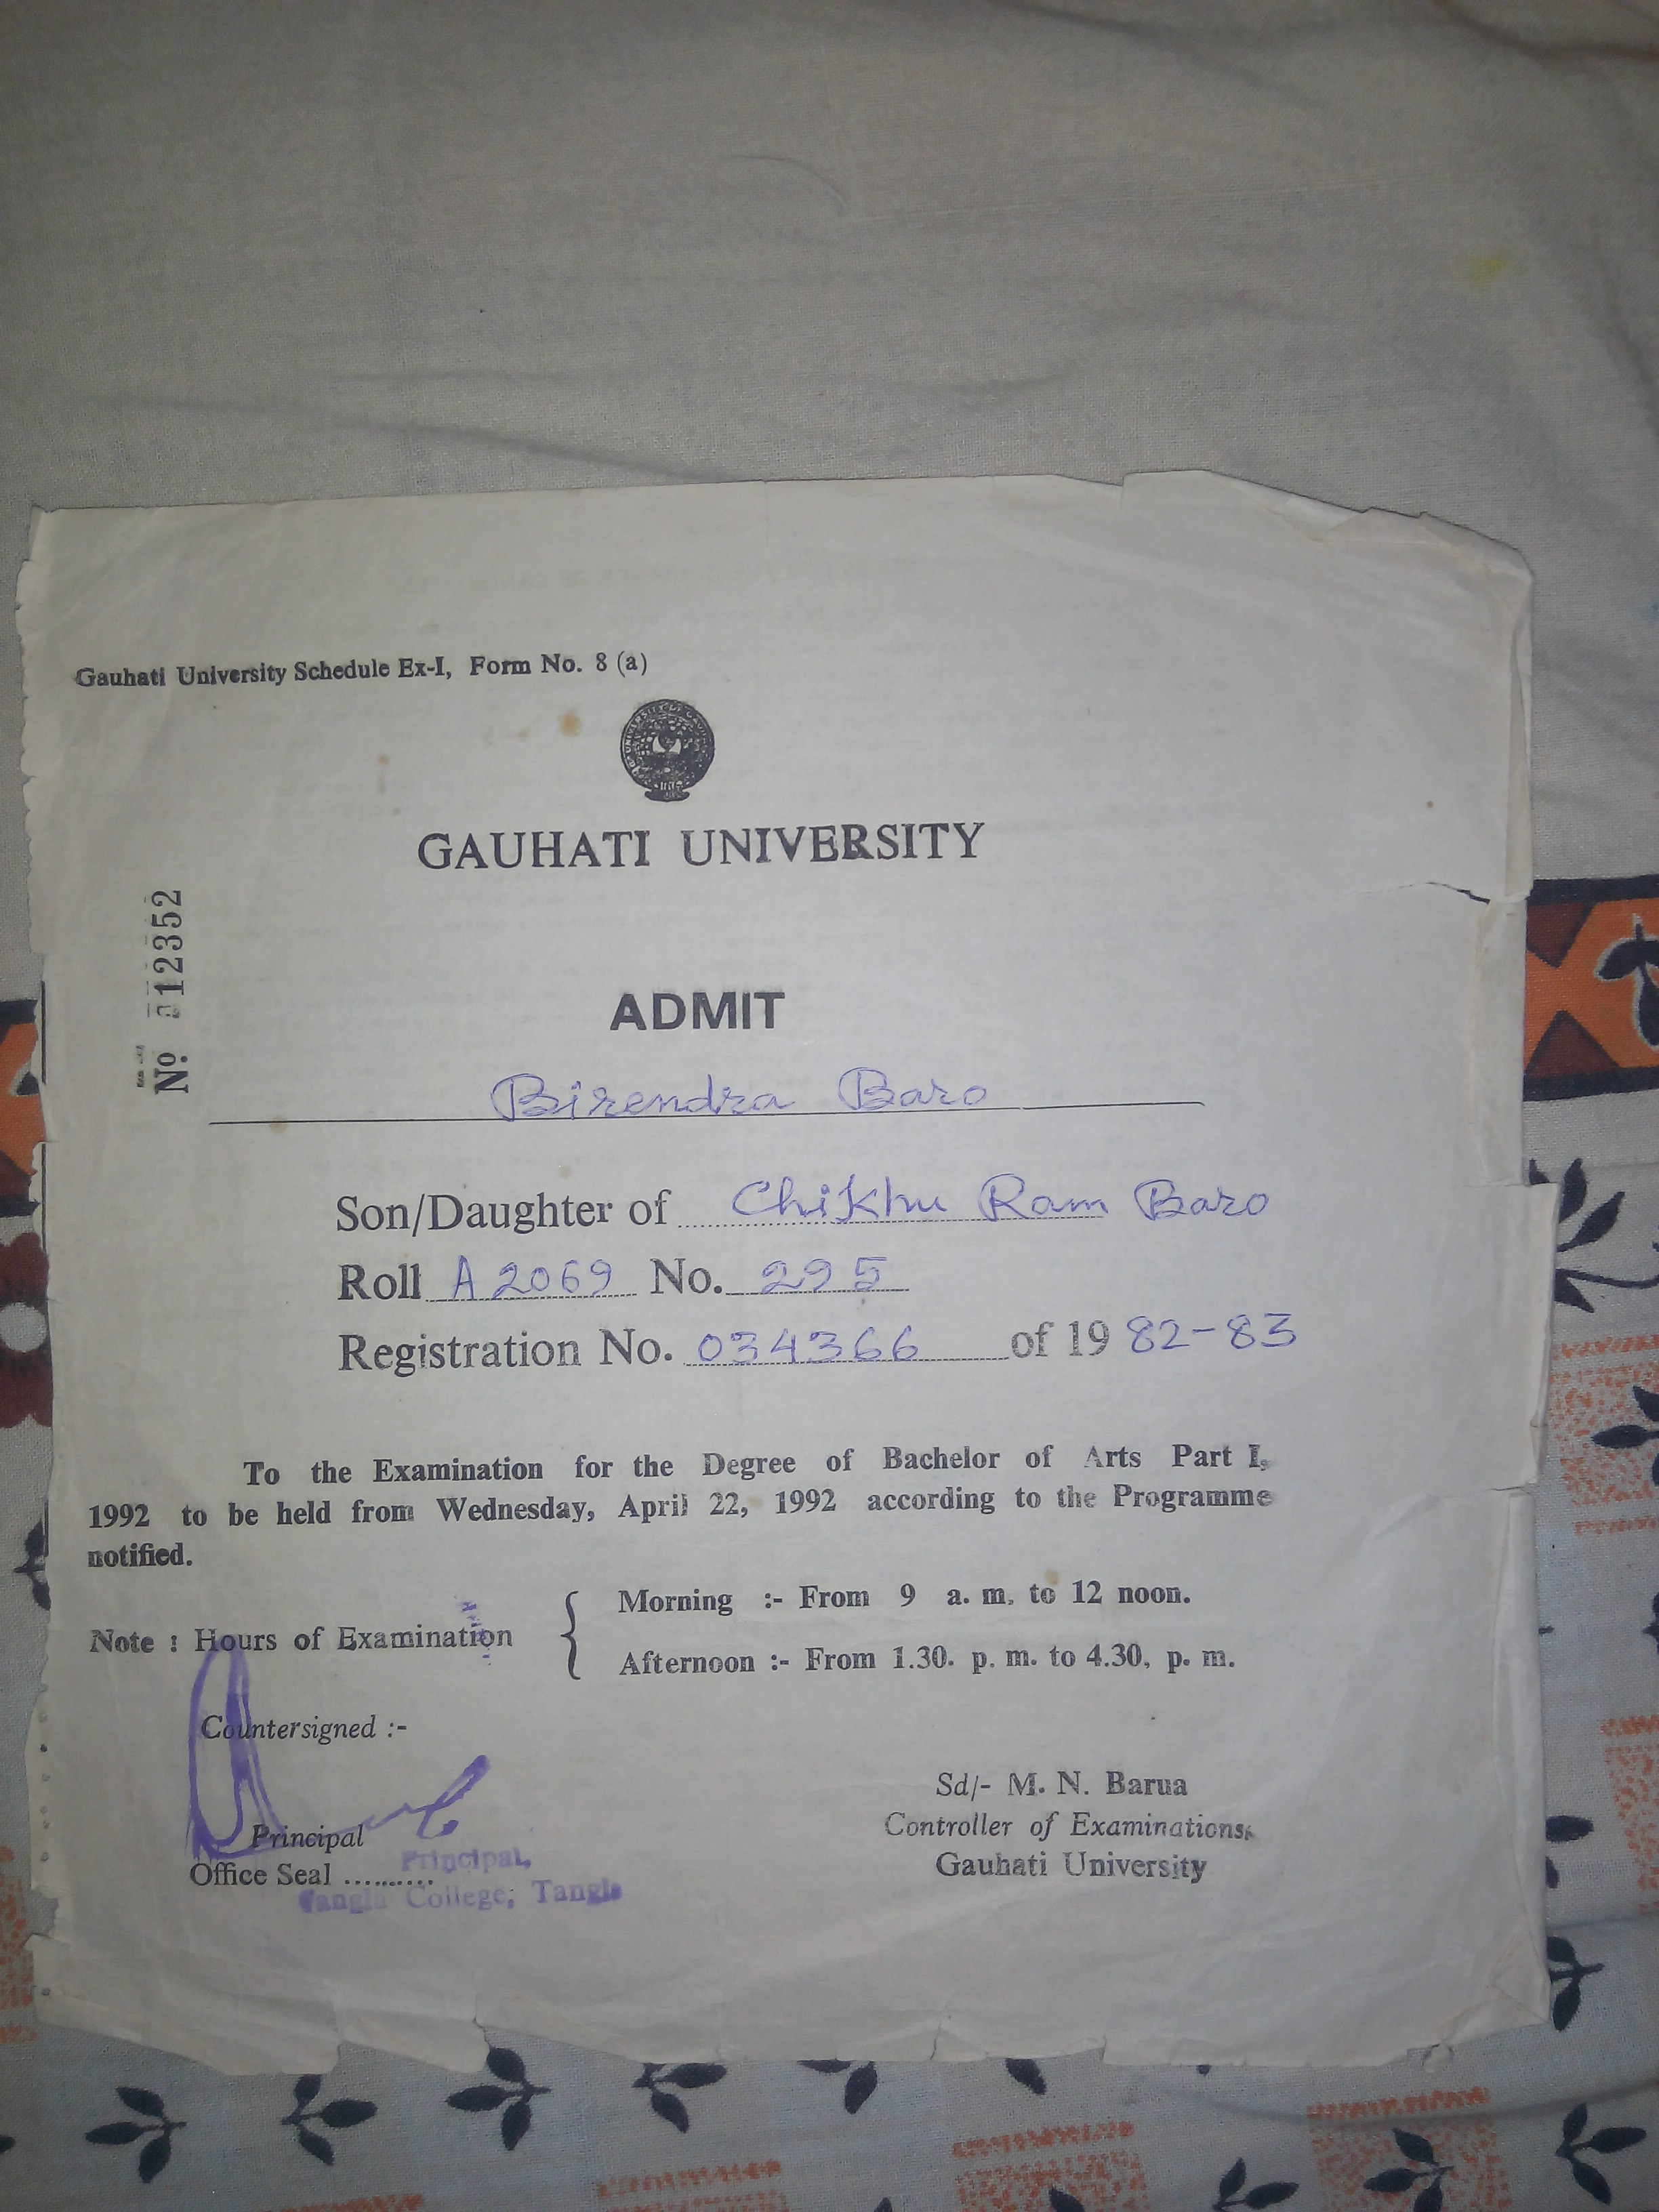 Gauhati University Schedule Ex-I, Form No. 8 (a)
GAUHATI UNIVERSITY
No. 012352
ADMIT
Birendra Baro
Son/Daughter of Chikhu Ram Baro
Roll A 2069 No. 295
Registration No. 034366 of 19 82-83
To the Examination for the Degree of Bachelor of Arts Part I,
1992 to be held from Wednesday, April 22, 1992 according to the Programme
notified.
Note : Hours of Examination
Morning :- From 9 a. m. to 12 noon.
Afternoon :- From 1.30. p. m. to 4.30, p. m.
Countersigned :-
Principal
Office Seal ..........
Principal,
Tangla College, Tangla
Sd/- M. N. Barua
Controller of Examinations,
Gauhati University